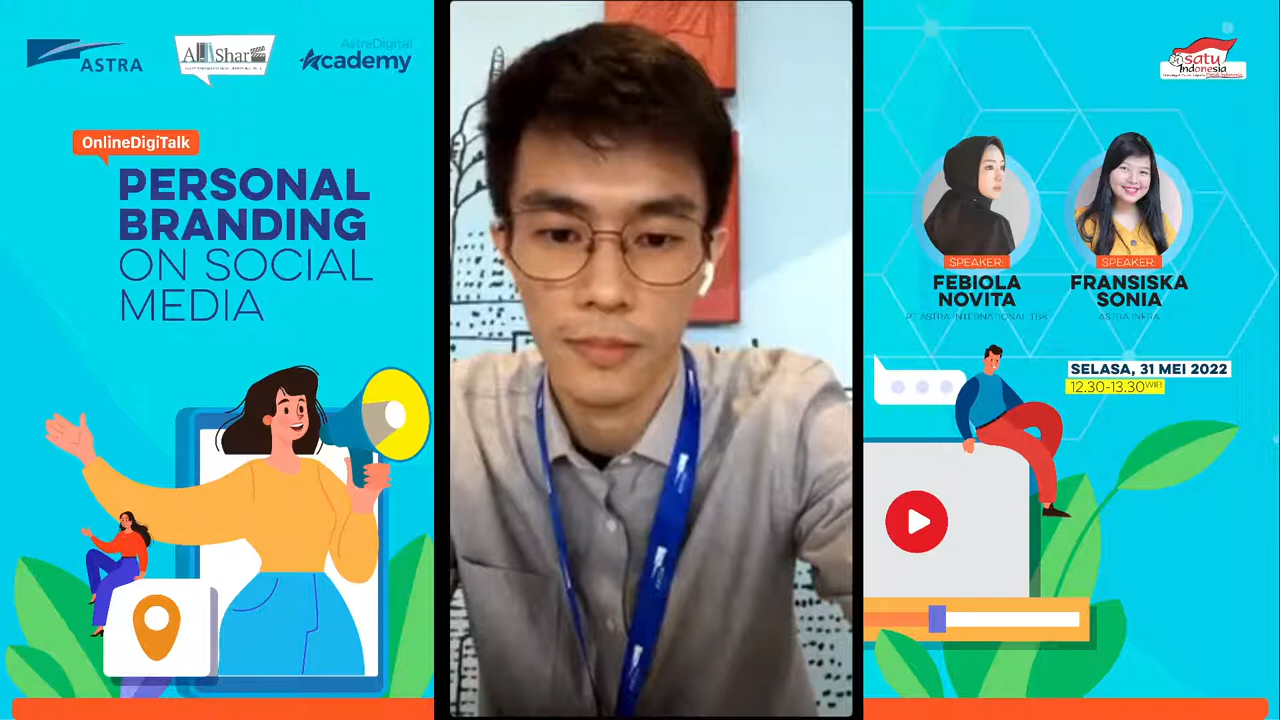 ASTRA
AstraDigital
Academy
OnlineDigiTalk
PERSONAL
BRANDING
ON SOCIAL
MEDIA
satu
Indonesia
SPEAKER:
FEBIOLA
NOVITA
PT ASTRA INTERNATIONAL TBK
SPEAKER:
FRANSISKA
SONIA
ASTRA INFRA
SELASA, 31 MEI 2022
12.30-13.30 WIB